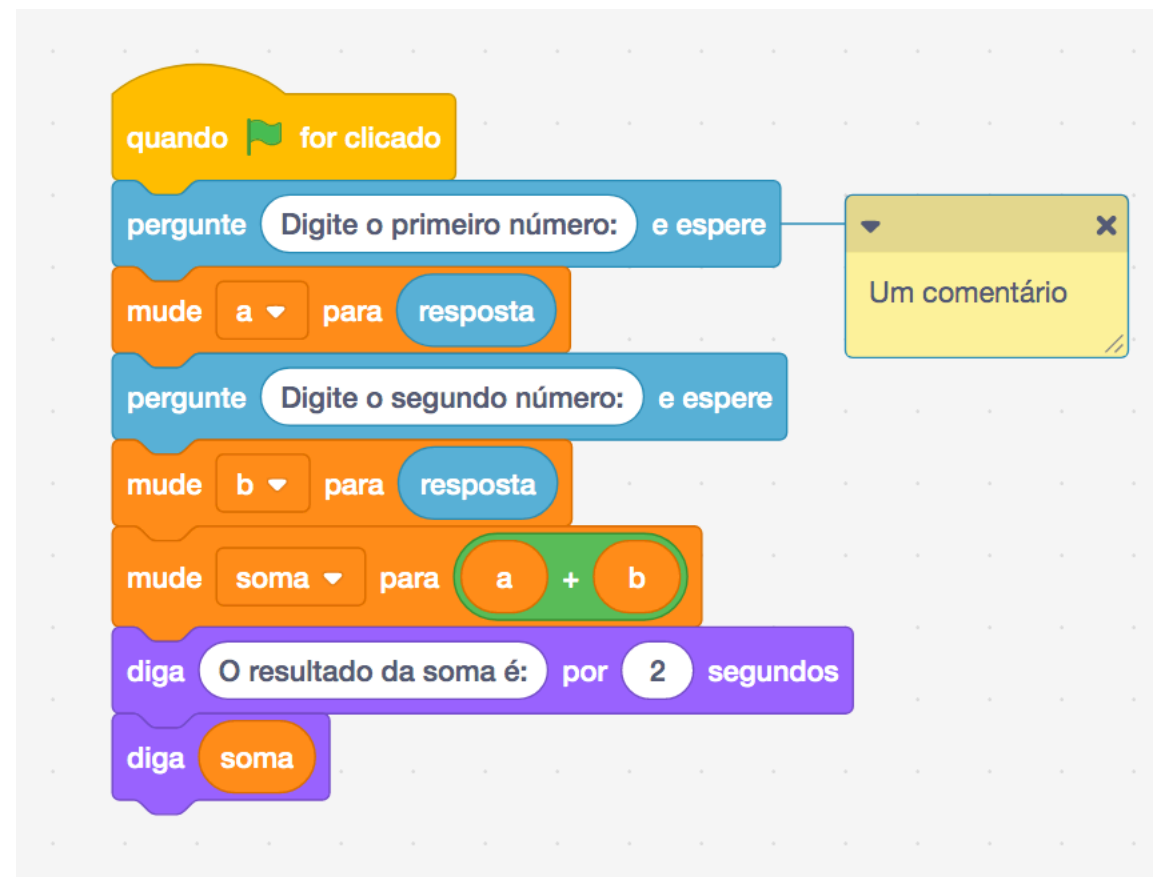 quando for clicado
pergunte Digite o primeiro número: e espere
Um comentário
mude a para resposta
pergunte Digite o segundo número: e espere
mude b para resposta
mude soma para a + b
diga O resultado da soma é: por 2 segundos
diga soma